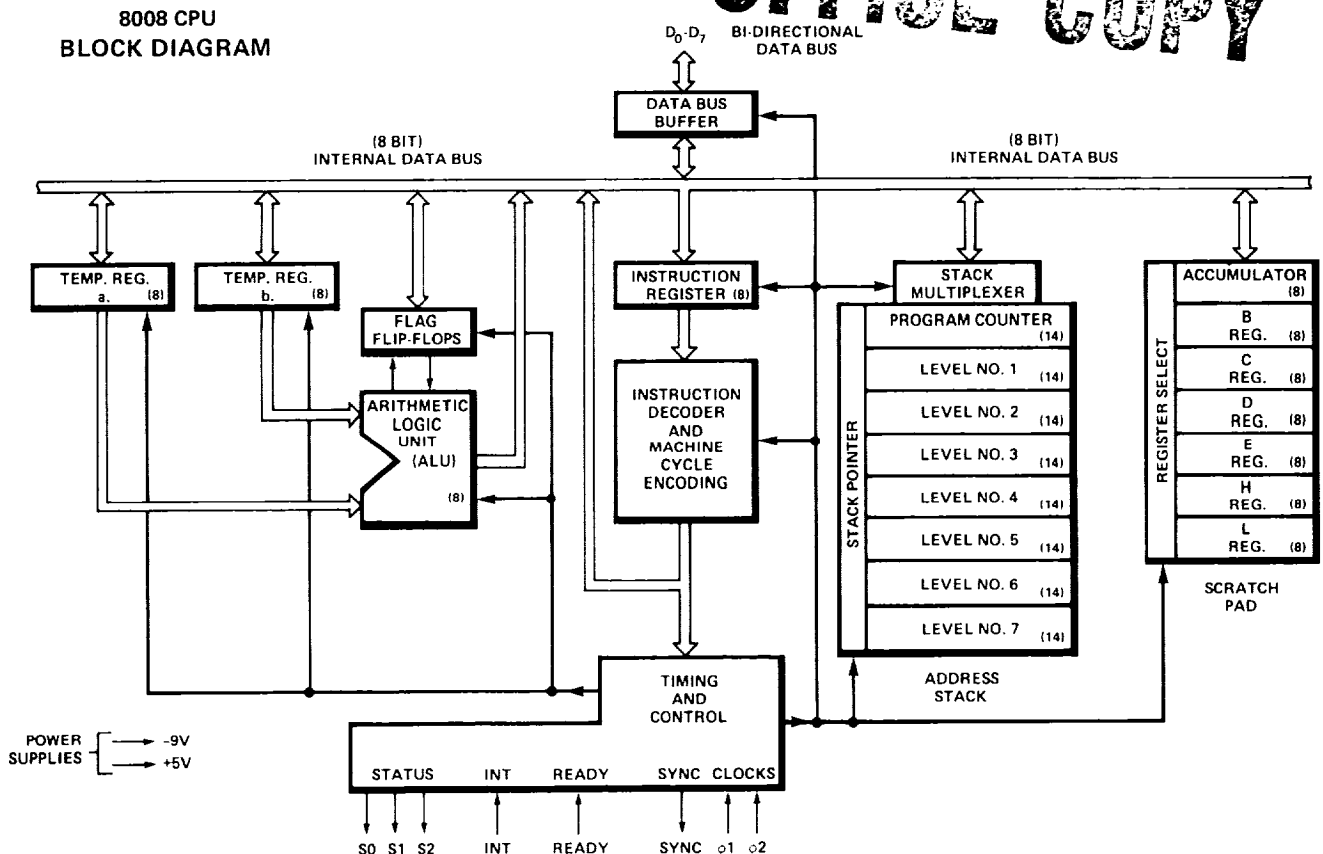 8008 CPU
BLOCK DIAGRAM
OFFICE COPY
D0-D7
BI-DIRECTIONAL
DATA BUS
DATA BUS
BUFFER
(8 BIT)
INTERNAL DATA BUS
(8 BIT)
INTERNAL DATA BUS
TEMP. REG.
a. (8)
TEMP. REG.
b. (8)
FLAG
FLIP-FLOPS
ARITHMETIC
LOGIC
UNIT
(ALU)
(8)
INSTRUCTION
REGISTER (8)
INSTRUCTION
DECODER
AND
MACHINE
CYCLE
ENCODING
STACK
MULTIPLEXER
STACK POINTER
PROGRAM COUNTER
(14)
LEVEL NO. 1 (14)
LEVEL NO. 2 (14)
LEVEL NO. 3 (14)
LEVEL NO. 4 (14)
LEVEL NO. 5 (14)
LEVEL NO. 6 (14)
LEVEL NO. 7 (14)
ADDRESS
STACK
REGISTER SELECT
ACCUMULATOR
(8)
B
REG. (8)
C
REG. (8)
D
REG. (8)
E
REG. (8)
H
REG. (8)
L
REG. (8)
SCRATCH
PAD
TIMING
AND
CONTROL
POWER
SUPPLIES
-9V
+5V
STATUS INT READY SYNC CLOCKS
S0 S1 S2 INT READY SYNC ø1 ø2